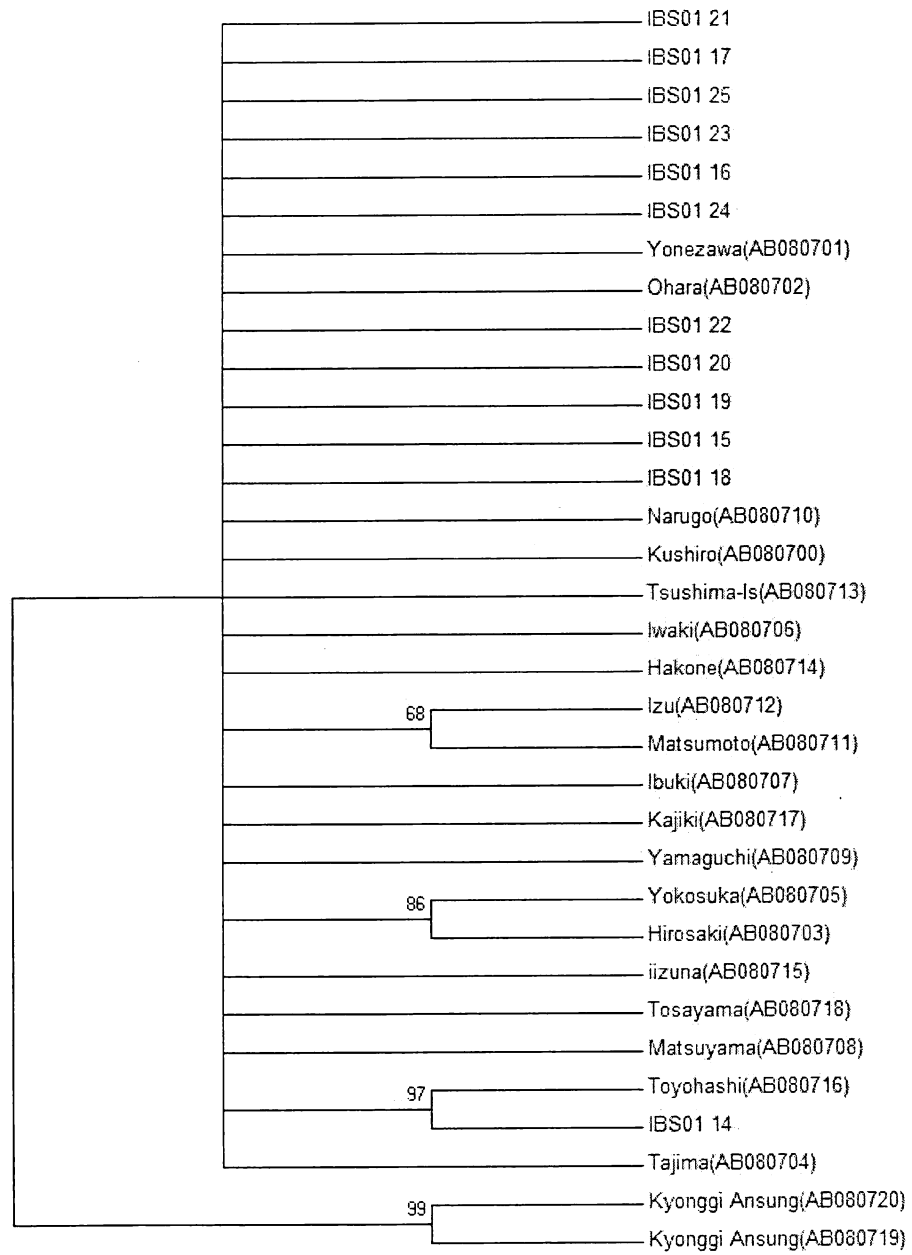 IBS01 21
IBS01 17
IBS01 25
IBS01 23
IBS01 16
IBS01 24
Yonezawa(AB080701)
Ohara(AB080702)
IBS01 22
IBS01 20
IBS01 19
IBS01 15
IBS01 18
Narugo(AB080710)
Kushiro(AB080700)
Tsushima-Is(AB080713)
Iwaki(AB080706)
Hakone(AB080714)
68
Izu(AB080712)
Matsumoto(AB080711)
Ibuki(AB080707)
Kajiki(AB080717)
Yamaguchi(AB080709)
86
Yokosuka(AB080705)
Hirosaki(AB080703)
iizuna(AB080715)
Tosayama(AB080718)
Matsuyama(AB080708)
97
Toyohashi(AB080716)
IBS01 14
Tajima(AB080704)
99
Kyonggi Ansung(AB080720)
Kyonggi Ansung(AB080719)